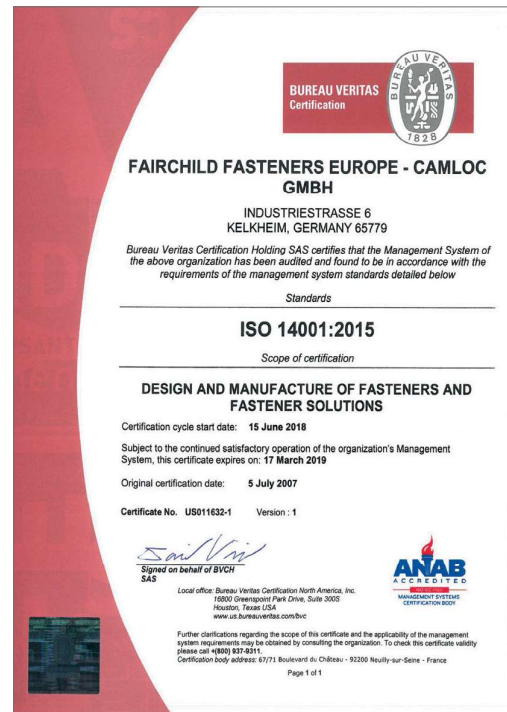 BUREAU VERITAS
Certification
BUREAU VERITAS
1828
FAIRCHILD FASTENERS EUROPE - CAMLOC
GMBH
INDUSTRIESTRASSE 6
KELKHEIM, GERMANY 65779
Bureau Veritas Certification Holding SAS certifies that the Management System of
the above organization has been audited and found to be in accordance with the
requirements of the management system standards detailed below
Standards
ISO 14001:2015
Scope of certification
DESIGN AND MANUFACTURE OF FASTENERS AND
FASTENER SOLUTIONS
Certification cycle start date: 15 June 2018
Subject to the continued satisfactory operation of the organization's Management
System, this certificate expires on: 17 March 2019
Original certification date: 5 July 2007
Certificate No. US011632-1 Version : 1
Signed on behalf of BVCH
SAS
ANAB
ACCREDITED
MANAGEMENT SYSTEMS
CERTIFICATION BODY
Local office: Bureau Veritas Certification North America, Inc.
16800 Greenspoint Park Drive, Suite 300S
Houston, Texas USA
www.us.bureauveritas.com/bvc
Further clarifications regarding the scope of this certificate and the applicability of the management
system requirements may be obtained by consulting the organization. To check this certificate validity
please call +(800) 937-9311.
Certification body address: 67/71 Boulevard du Château - 92200 Neuilly-sur-Seine - France
Page 1 of 1